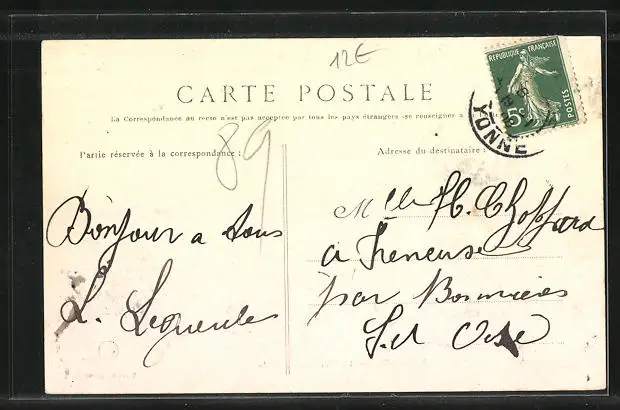 12€
CARTE POSTALE
La Correspondance au recto n'est pas acceptée par tous les pays étrangers (se renseigner à la
Partie réservée à la correspondance :
Adresse du destinataire :
89
REPUBLIQUE FRANÇAISE
5c
POSTES
YONNE
Bonjour a tous
Mlle H. Choffard
a Freneuse
par Bonnières
S. et Oise